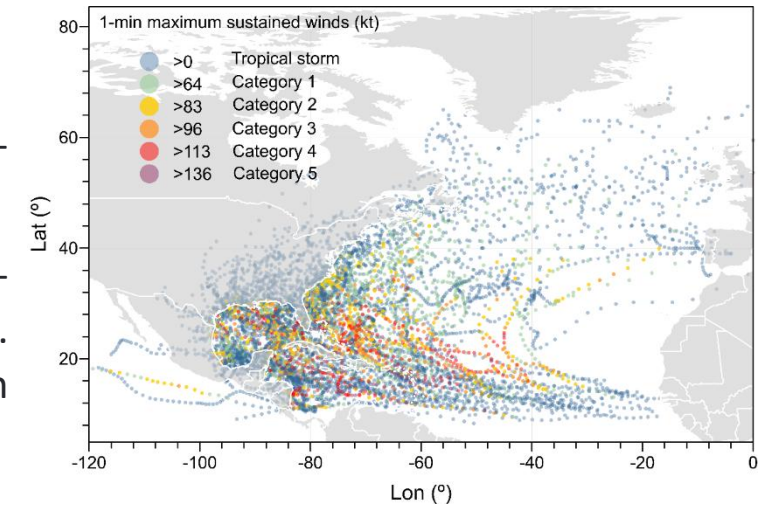 80
1-min maximum sustained winds (kt)
>0 Tropical storm
>64 Category 1
>83 Category 2
>96 Category 3
>113 Category 4
>136 Category 5
60
40
20
Lat (º)
-120 -100 -80 -60 -40 -20 0
Lon (º)